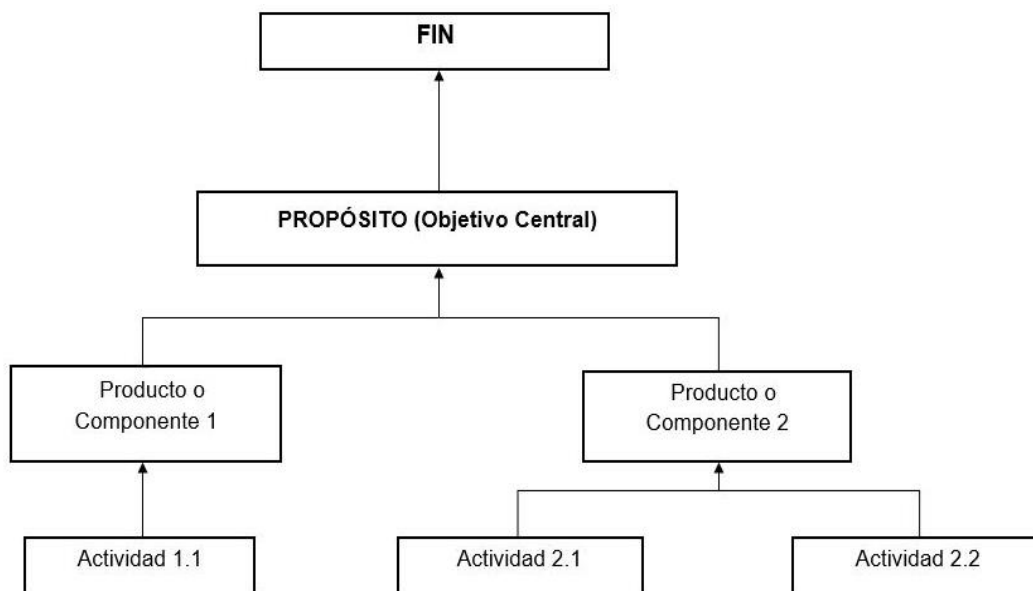 FIN
PROPÓSITO (Objetivo Central)
Producto o
Componente 1
Producto o
Componente 2
Actividad 1.1
Actividad 2.1
Actividad 2.2